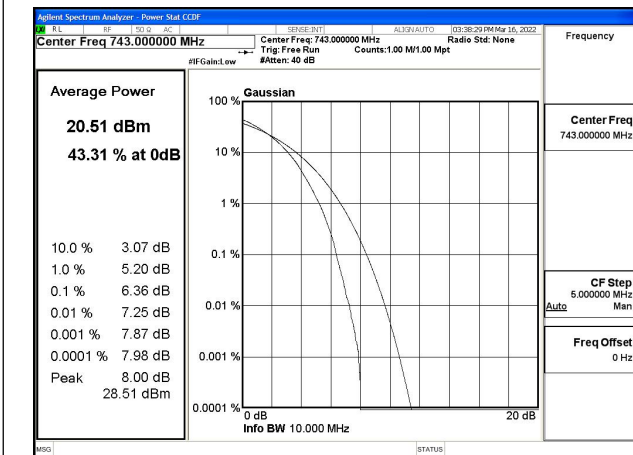 Agilent Spectrum Analyzer - Power Stat CCDF
RL RF 50 Ω AC SENSE:INT ALIGN AUTO 03:38:29 PM Mar 16, 2022
Center Freq 743.000000 MHz
Center Freq: 743.000000 MHz Radio Std: None
Trig: Free Run Counts:1.00 M/1.00 Mpt
#IFGain:Low #Atten: 40 dB
Frequency
Average Power
20.51 dBm
43.31 % at 0dB
10.0 % 3.07 dB
1.0 % 5.20 dB
0.1 % 6.36 dB
0.01 % 7.25 dB
0.001 % 7.87 dB
0.0001 % 7.98 dB
Peak 8.00 dB
28.51 dBm
Gaussian
100 %
10 %
1 %
0.1 %
0.01 %
0.001 %
0.0001 %
0 dB 20 dB
Info BW 10.000 MHz
Center Freq
743.000000 MHz
CF Step
5.000000 MHz
Auto Man
Freq Offset
0 Hz
MSG STATUS